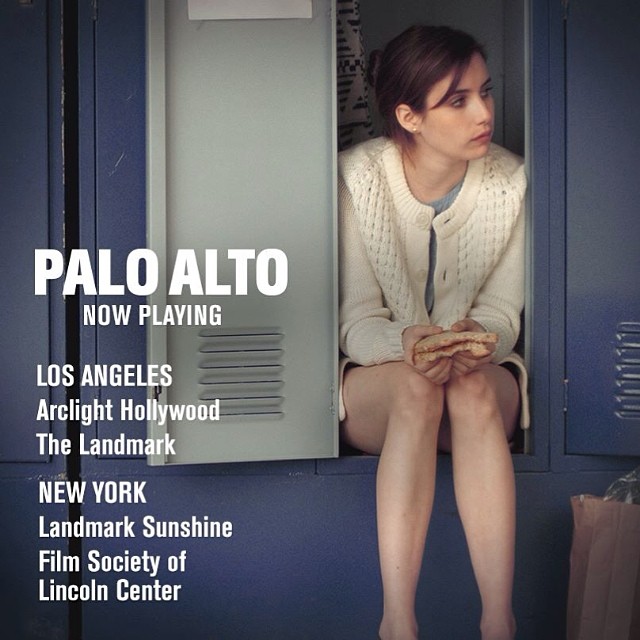 PALO ALTO
NOW PLAYING
LOS ANGELES
Arclight Hollywood
The Landmark
NEW YORK
Landmark Sunshine
Film Society of
Lincoln Center